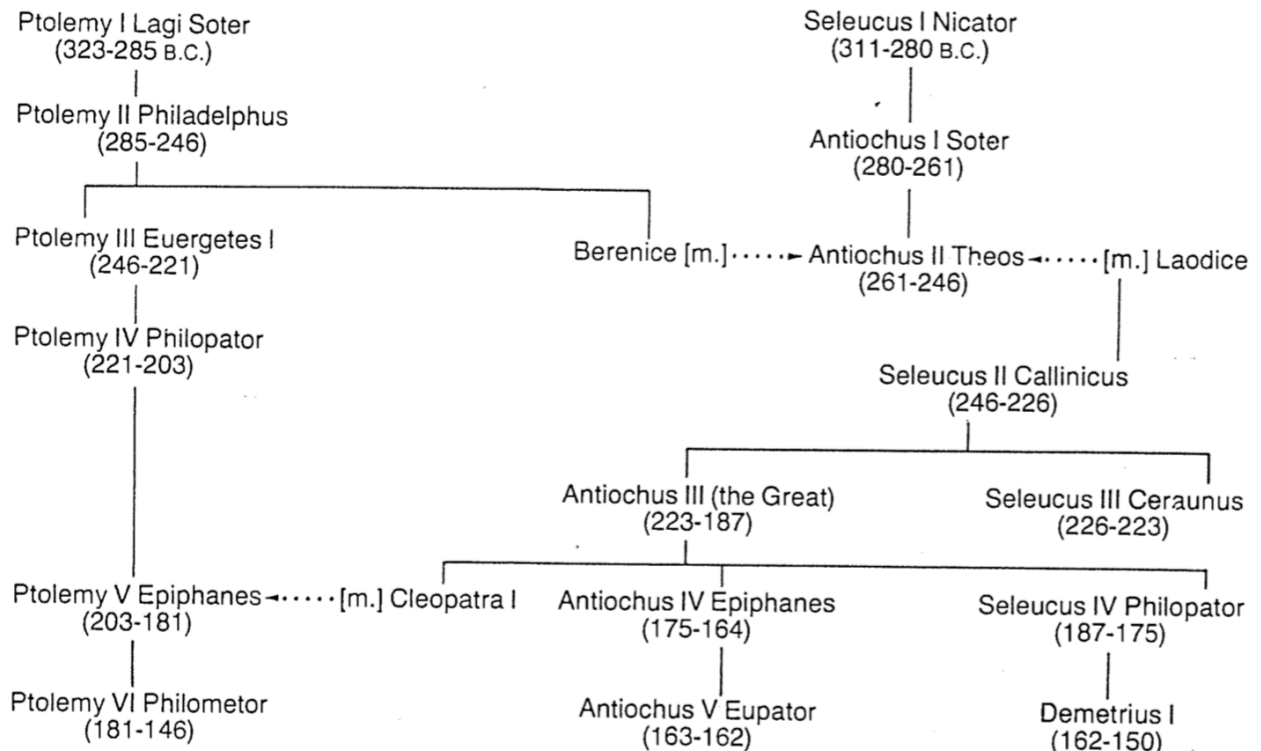 Ptolemy I Lagi Soter
(323-285 B.C.)
Seleucus I Nicator
(311-280 B.C.)
Ptolemy II Philadelphus
(285-246)
Antiochus I Soter
(280-261)
Ptolemy III Euergetes I
(246-221)
Berenice [m.] Antiochus II Theos [m.] Laodice
(261-246)
Ptolemy IV Philopator
(221-203)
Seleucus II Callinicus
(246-226)
Antiochus III (the Great)
(223-187)
Seleucus III Ceraunus
(226-223)
Ptolemy V Epiphanes [m.] Cleopatra I
(203-181)
Antiochus IV Epiphanes
(175-164)
Seleucus IV Philopator
(187-175)
Ptolemy VI Philometor
(181-146)
Antiochus V Eupator
(163-162)
Demetrius I
(162-150)